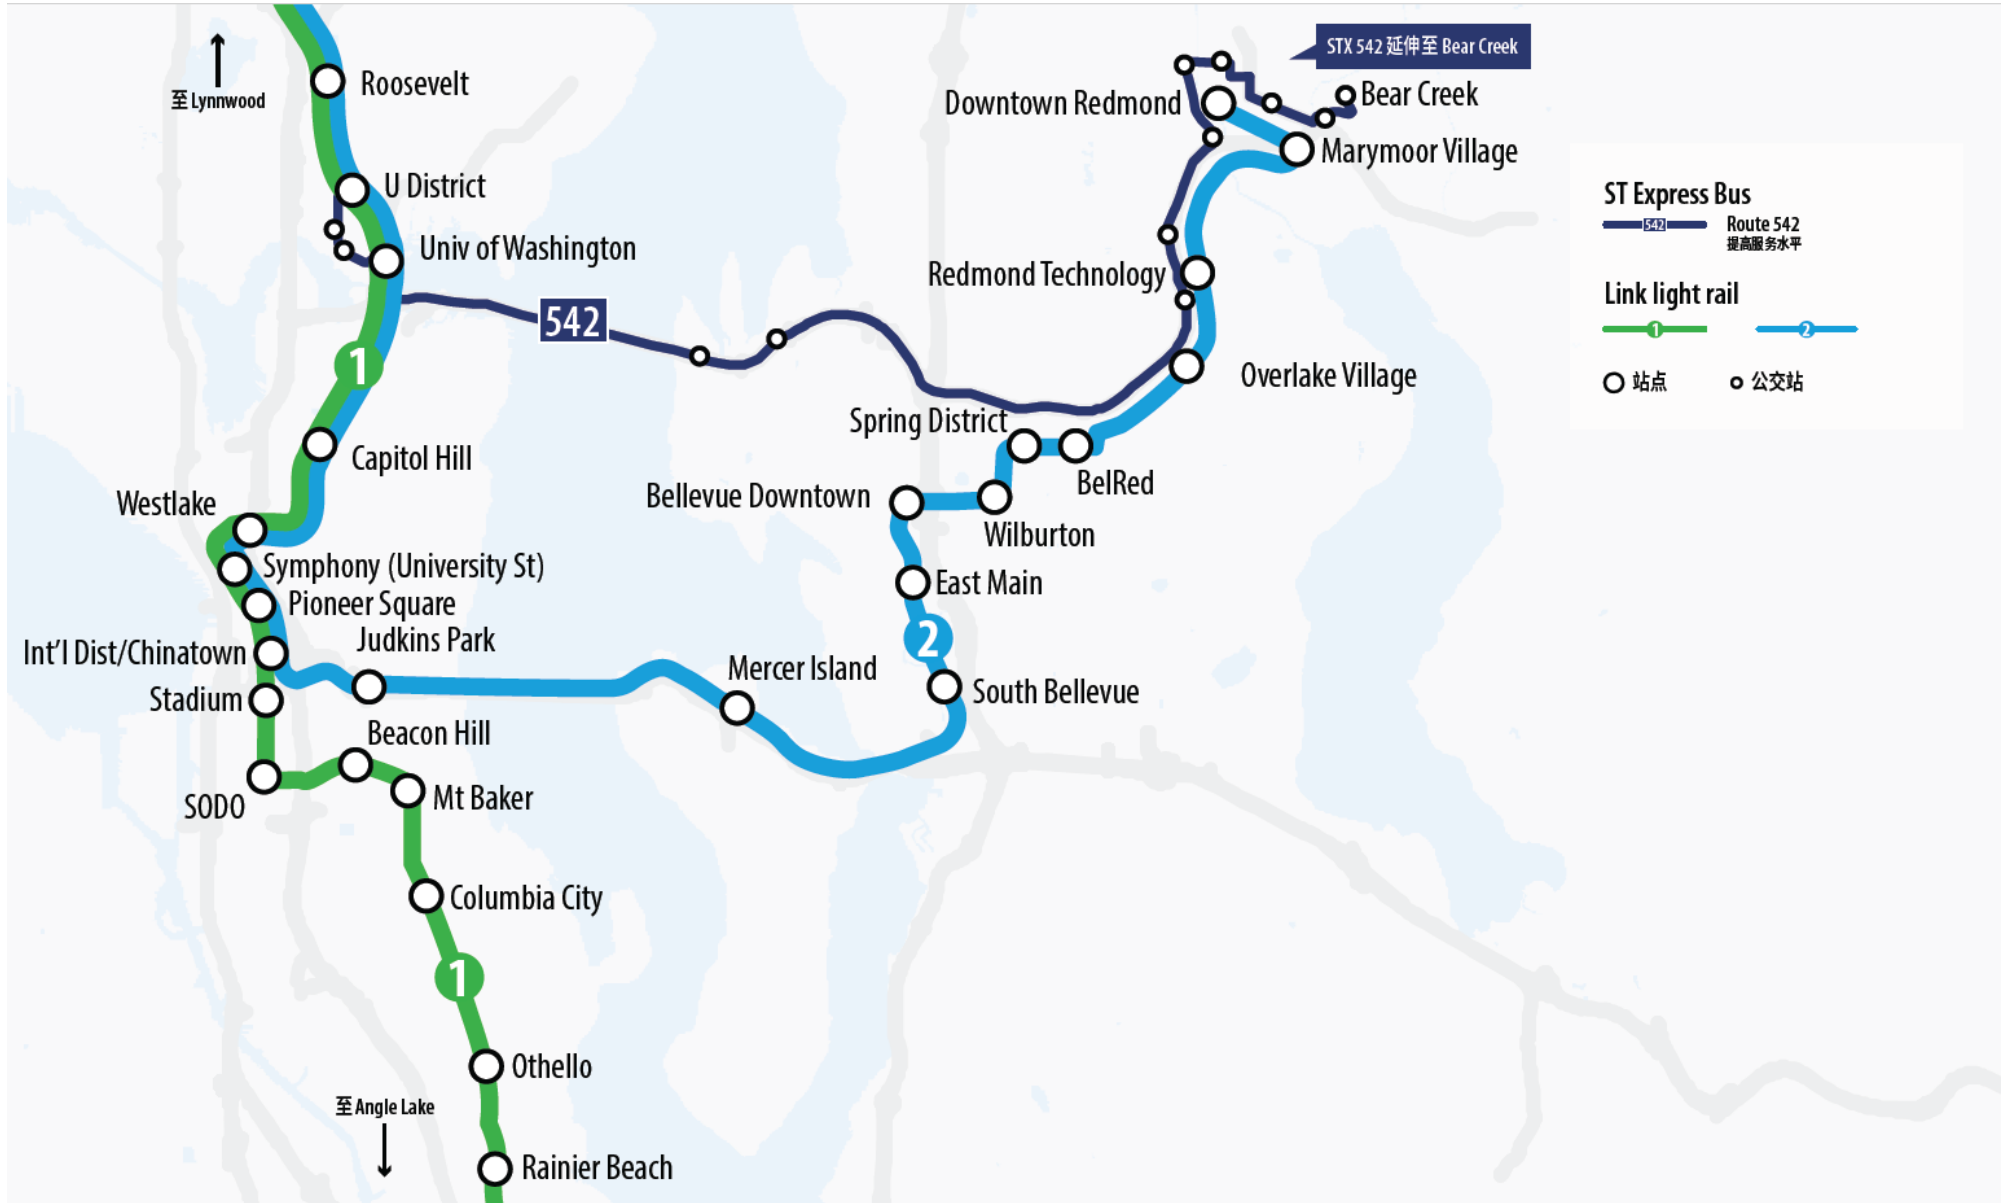 STX 542 延伸至 Bear Creek
Roosevelt
至 Lynnwood
Downtown Redmond
Bear Creek
Marymoor Village
U District
Univ of Washington
Redmond Technology
542
1
Overlake Village
Spring District
Capitol Hill
BelRed
Bellevue Downtown
Westlake
Wilburton
Symphony (University St)
East Main
Pioneer Square
2
Judkins Park
Int'l Dist/Chinatown
Mercer Island
Stadium
South Bellevue
Beacon Hill
SODO
Mt Baker
Columbia City
1
Othello
至 Angle Lake
Rainier Beach
ST Express Bus
542
Route 542
提高服务水平
Link light rail
1
2
站点
公交站